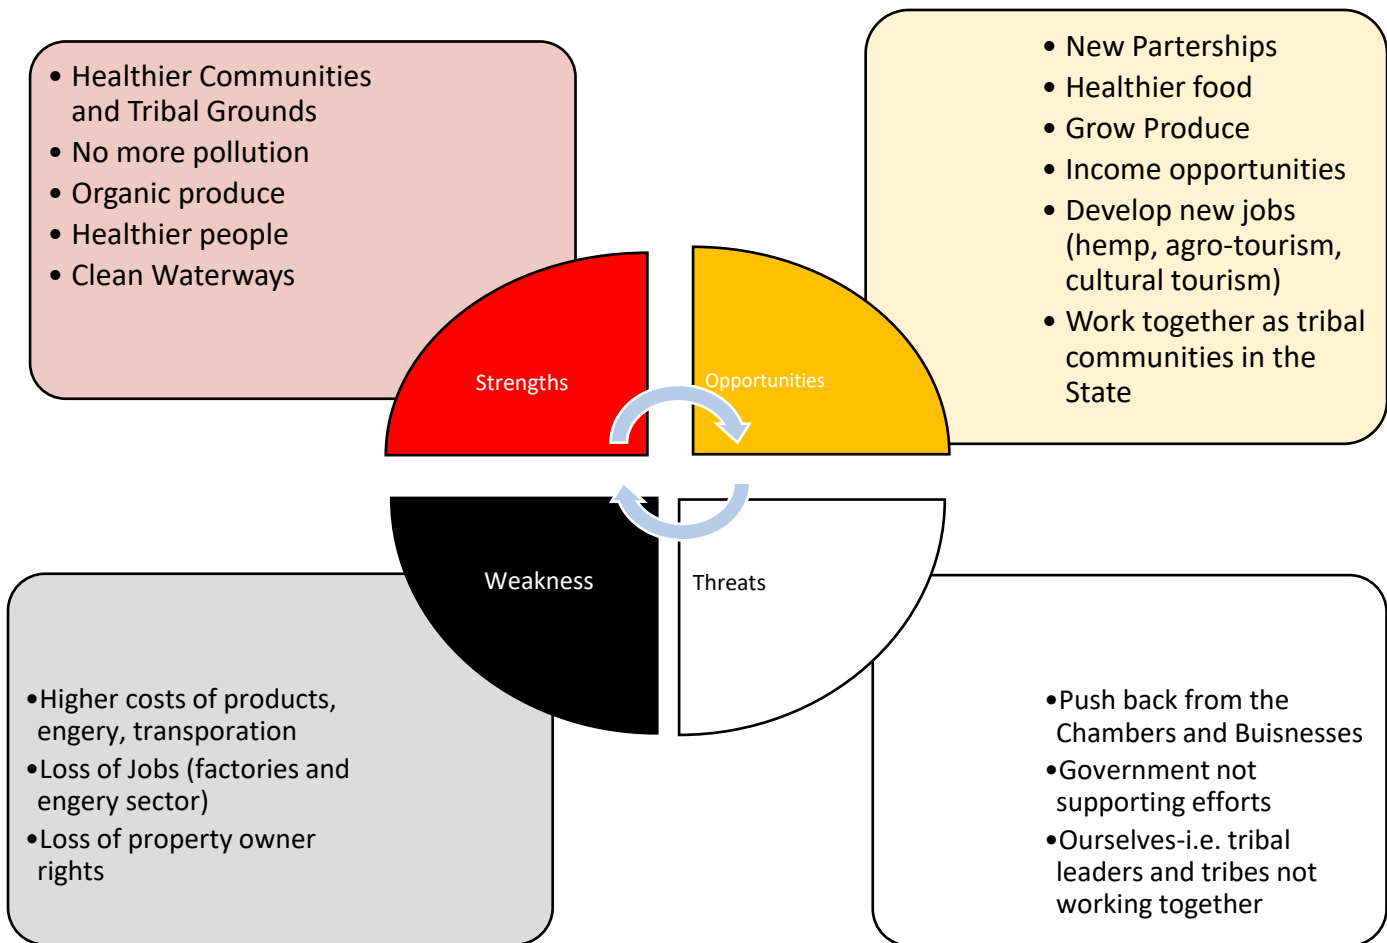 • Healthier Communities
and Tribal Grounds
• No more pollution
• Organic produce
• Healthier people
• Clean Waterways
• New Parterships
• Healthier food
• Grow Produce
• Income opportunities
• Develop new jobs
(hemp, agro-tourism,
cultural tourism)
• Work together as tribal
communities in the
State
Strengths
Opportunities
Weakness
Threats
•Higher costs of products,
engery, transporation
•Loss of Jobs (factories and
engery sector)
•Loss of property owner
rights
•Push back from the
Chambers and Buisnesses
•Government not
supporting efforts
•Ourselves-i.e. tribal
leaders and tribes not
working together